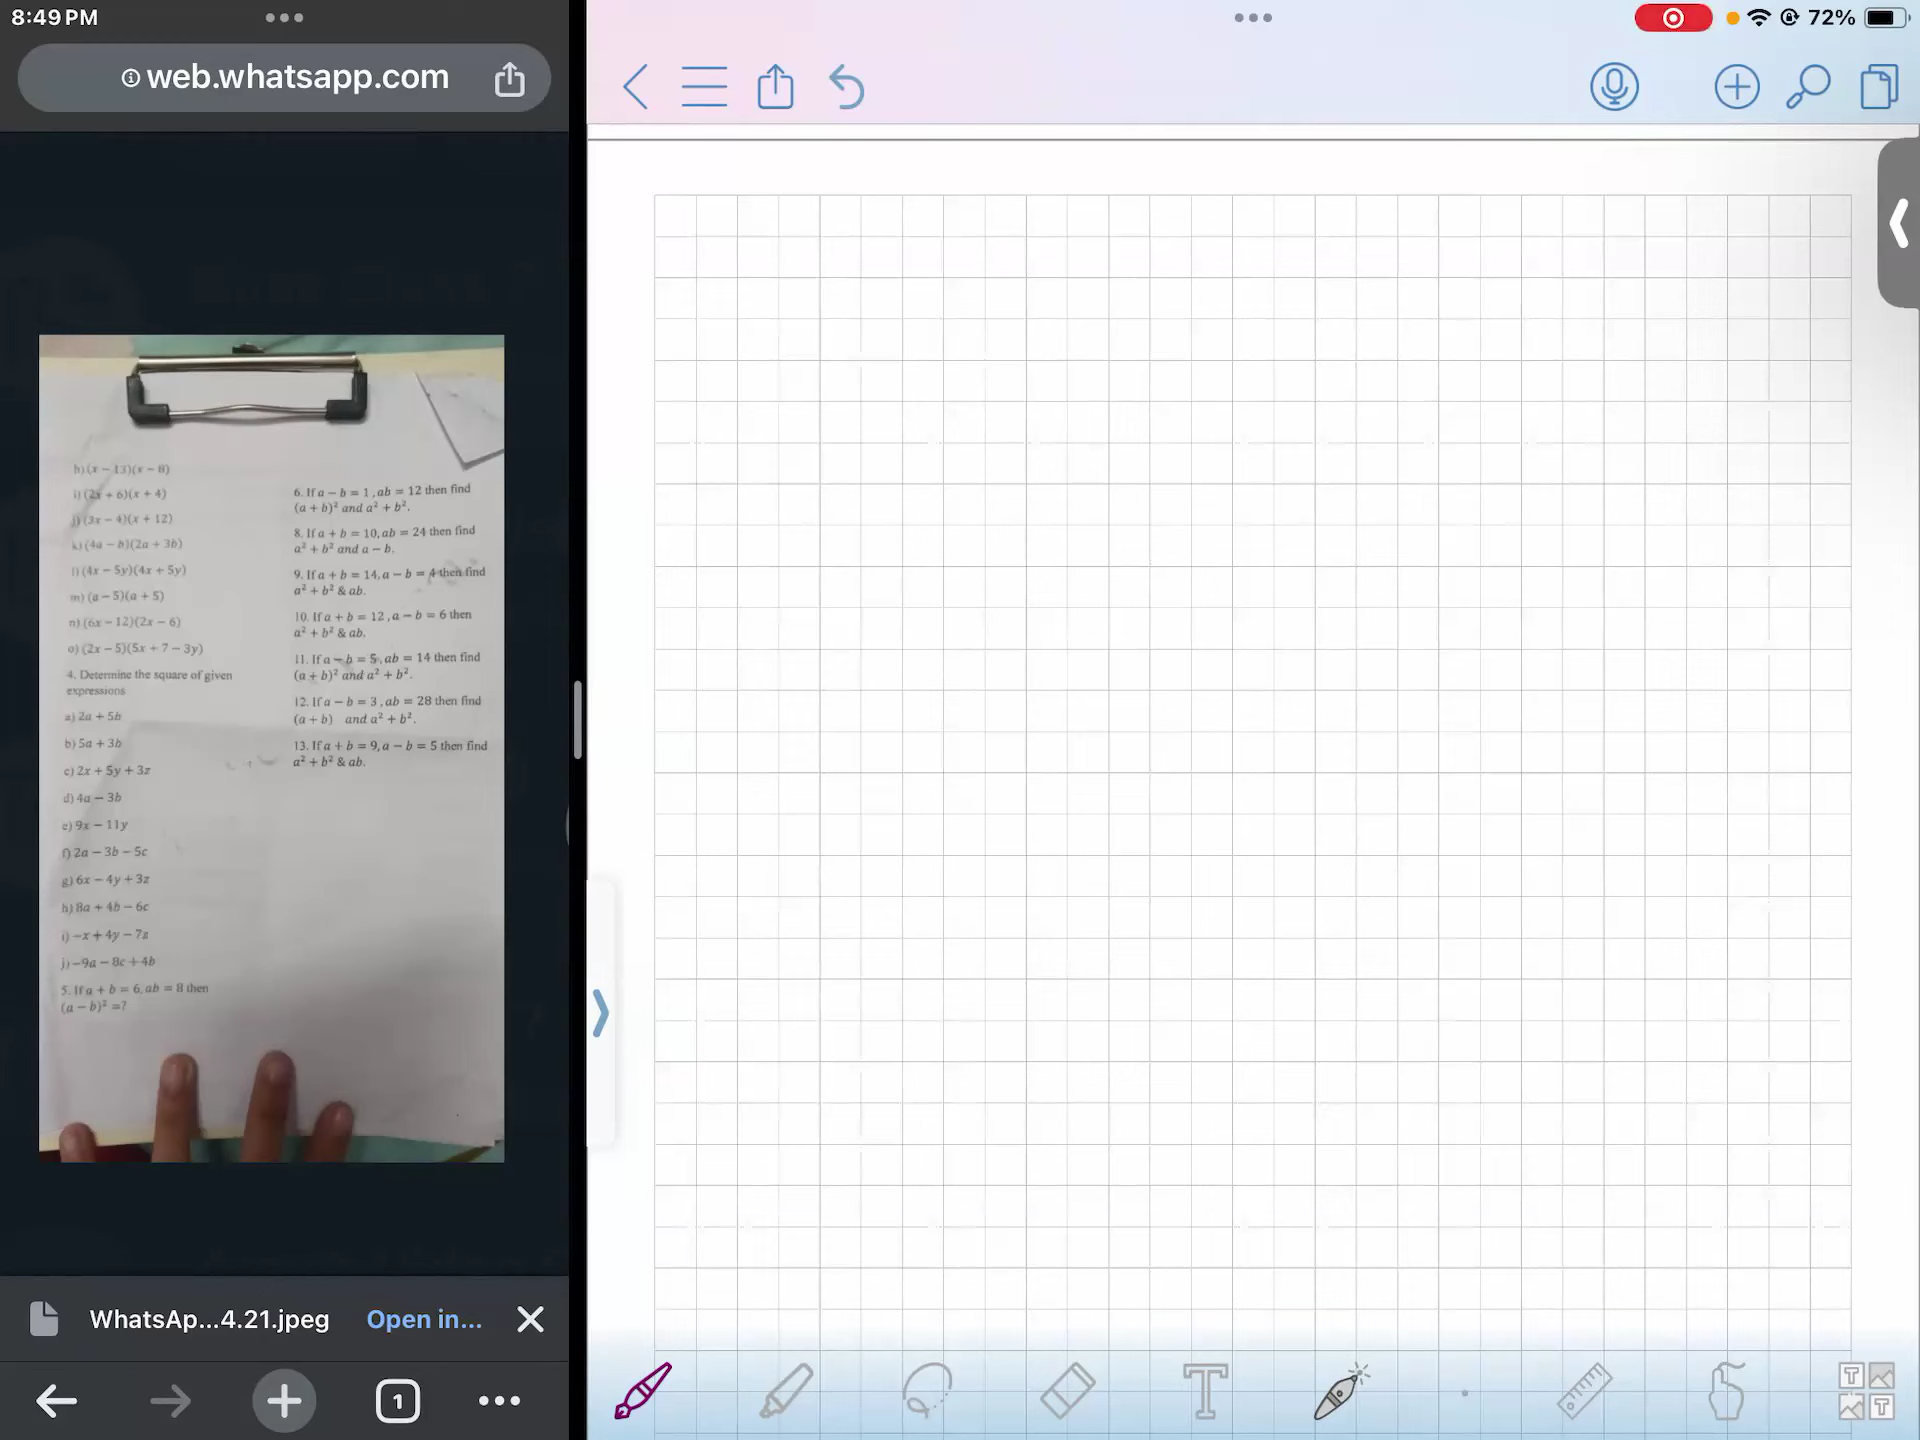 8:49 PM
72%
web.whatsapp.com
h) (x − 13)(x − 8)
i) (2x + 6)(x + 4)
j) (3x − 4)(x + 12)
k) (4a − b)(2a + 3b)
l) (4x − 5y)(4x + 5y)
m) (a − 5)(a + 5)
n) (6x − 12)(2x − 6)
o) (2x − 5)(5x + 7 − 3y)
4. Determine the square of given
expressions
a) 2a + 5b
b) 5a + 3b
c) 2x + 5y + 3z
d) 4a − 3b
e) 9x − 11y
f) 2a − 3b − 5c
g) 6x − 4y + 3z
h) 8a + 4b − 6c
i) −x + 4y − 7z
j) −9a − 8c + 4b
5. If a + b = 6, ab = 8 then
(a − b)² =?
6. If a − b = 1, ab = 12 then find
(a + b)² and a² + b².
8. If a + b = 10, ab = 24 then find
a² + b² and a − b.
9. If a + b = 14, a − b = 4 then find
a² + b² & ab.
10. If a + b = 12, a − b = 6 then
a² + b² & ab.
11. If a − b = 5, ab = 14 then find
(a + b)² and a² + b².
12. If a − b = 3, ab = 28 then find
(a + b) and a² + b².
13. If a + b = 9, a − b = 5 then find
a² + b² & ab.
WhatsAp...4.21.jpeg
Open in...
1
T
T
T